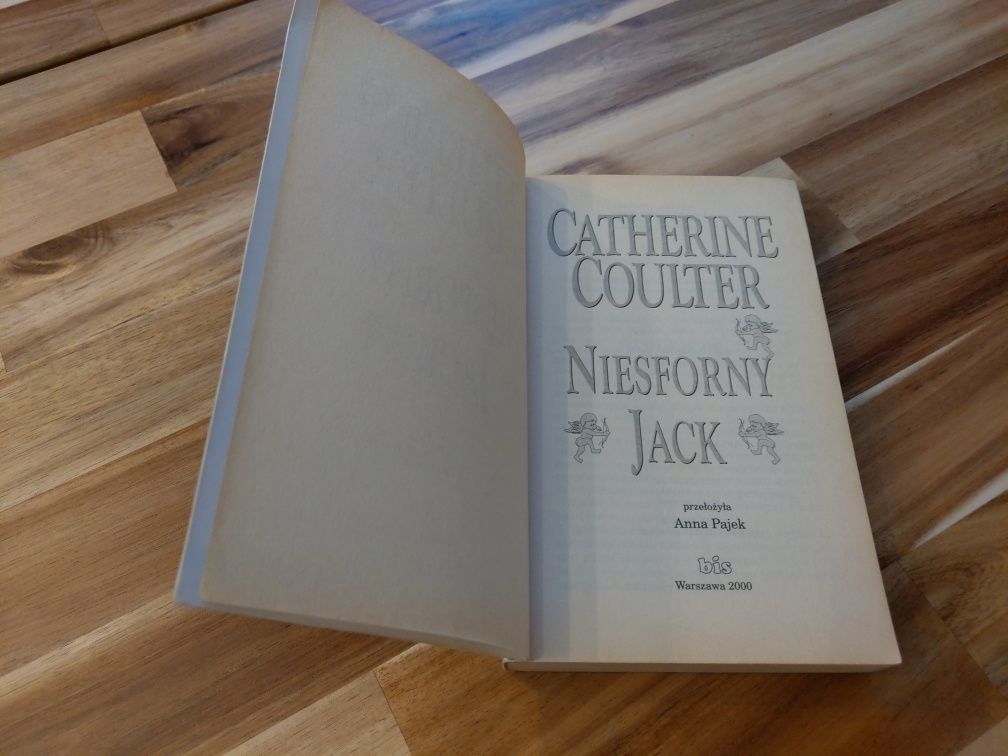 CATHERINE
COULTER
NIESFORNY
JACK
przełożyła
Anna Pajek
bis
Warszawa 2000